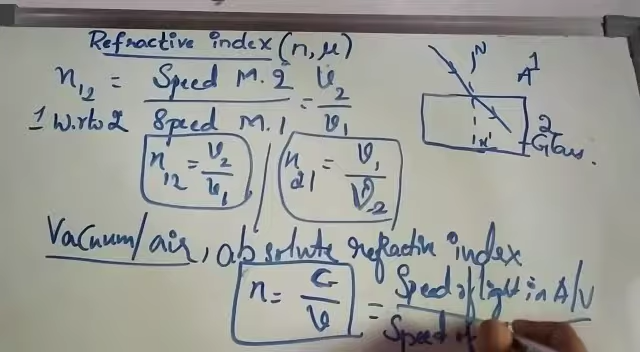 Refractive index (n, μ)
n₁₂ = Speed M. 2 / Speed M. 1 = v₂ / v₁
1 w.r.to 2
n₁₂ = v₂ / v₁ / n₂₁ = v₁ / v₂
N
A 1
2
Glass.
N'
Vacuum/air, absolute refractive index
n = C / v = Speed of light in A/V / Speed of